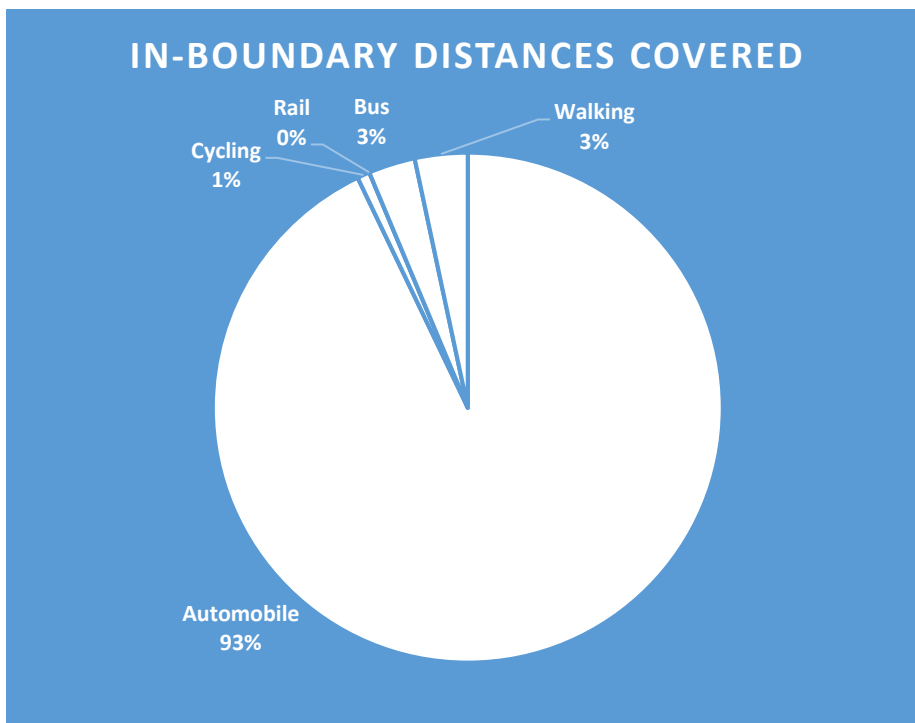 IN-BOUNDARY DISTANCES COVERED
Rail
0%
Bus
3%
Walking
3%
Cycling
1%
Automobile
93%